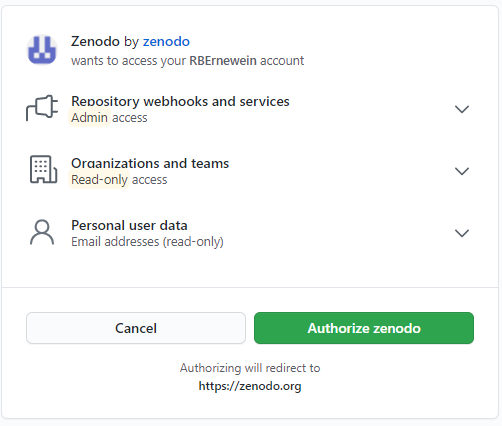 Zenodo by zenodo
wants to access your RBErnewein account
Repository webhooks and services
Admin access
Organizations and teams
Read-only access
Personal user data
Email addresses (read-only)
Cancel
Authorize zenodo
Authorizing will redirect to
https://zenodo.org